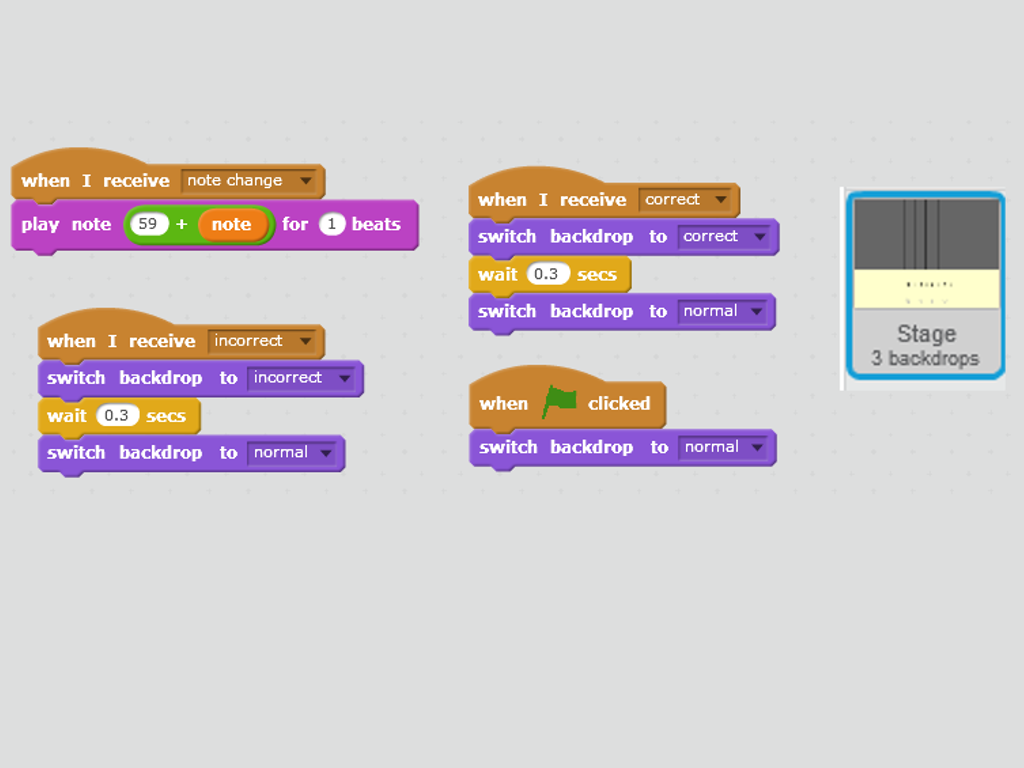 when I receive note change
play note 59 + note for 1 beats
when I receive incorrect
switch backdrop to incorrect
wait 0.3 secs
switch backdrop to normal
when I receive correct
switch backdrop to correct
wait 0.3 secs
switch backdrop to normal
when clicked
switch backdrop to normal
Stage
3 backdrops